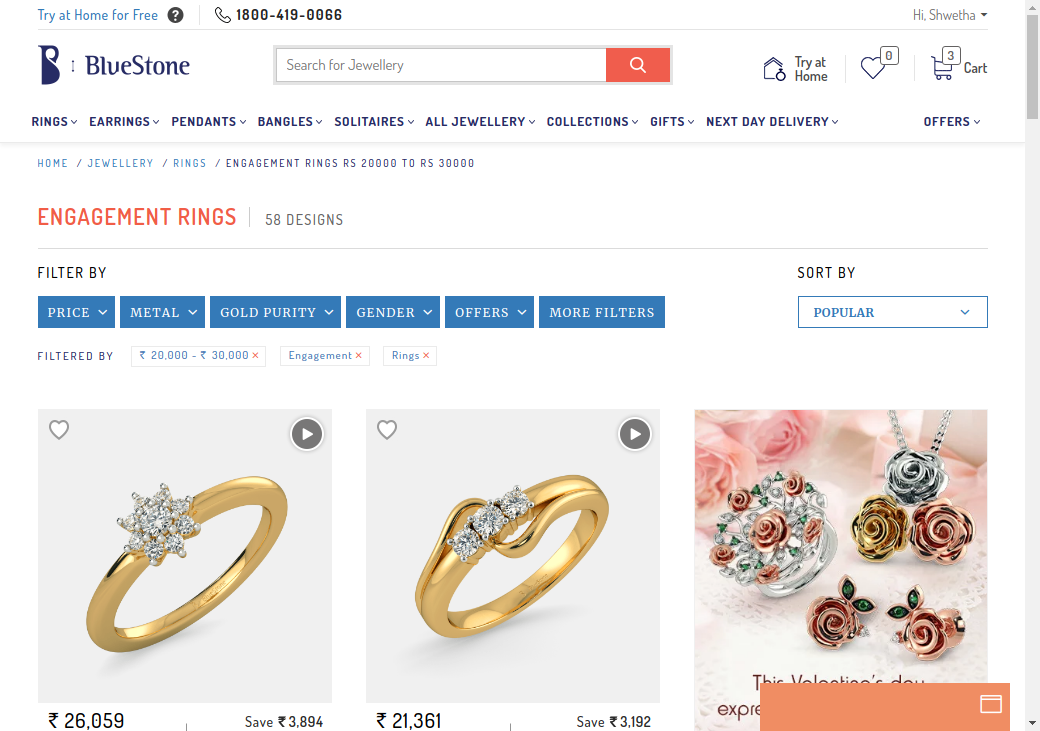 Try at Home for Free ? 1800-419-0066 Hi, Shwetha
BlueStone
Search for Jewellery
Try at Home
0
3 Cart
RINGS EARRINGS PENDANTS BANGLES SOLITAIRES ALL JEWELLERY COLLECTIONS GIFTS NEXT DAY DELIVERY OFFERS
HOME / JEWELLERY / RINGS / ENGAGEMENT RINGS RS 20000 TO RS 30000
ENGAGEMENT RINGS 58 DESIGNS
FILTER BY SORT BY
PRICE METAL GOLD PURITY GENDER OFFERS MORE FILTERS POPULAR
FILTERED BY ₹ 20,000 - ₹ 30,000 × Engagement × Rings ×
This Valentine's day
expre
₹ 26,059 Save ₹ 3,894 ₹ 21,361 Save ₹ 3,192